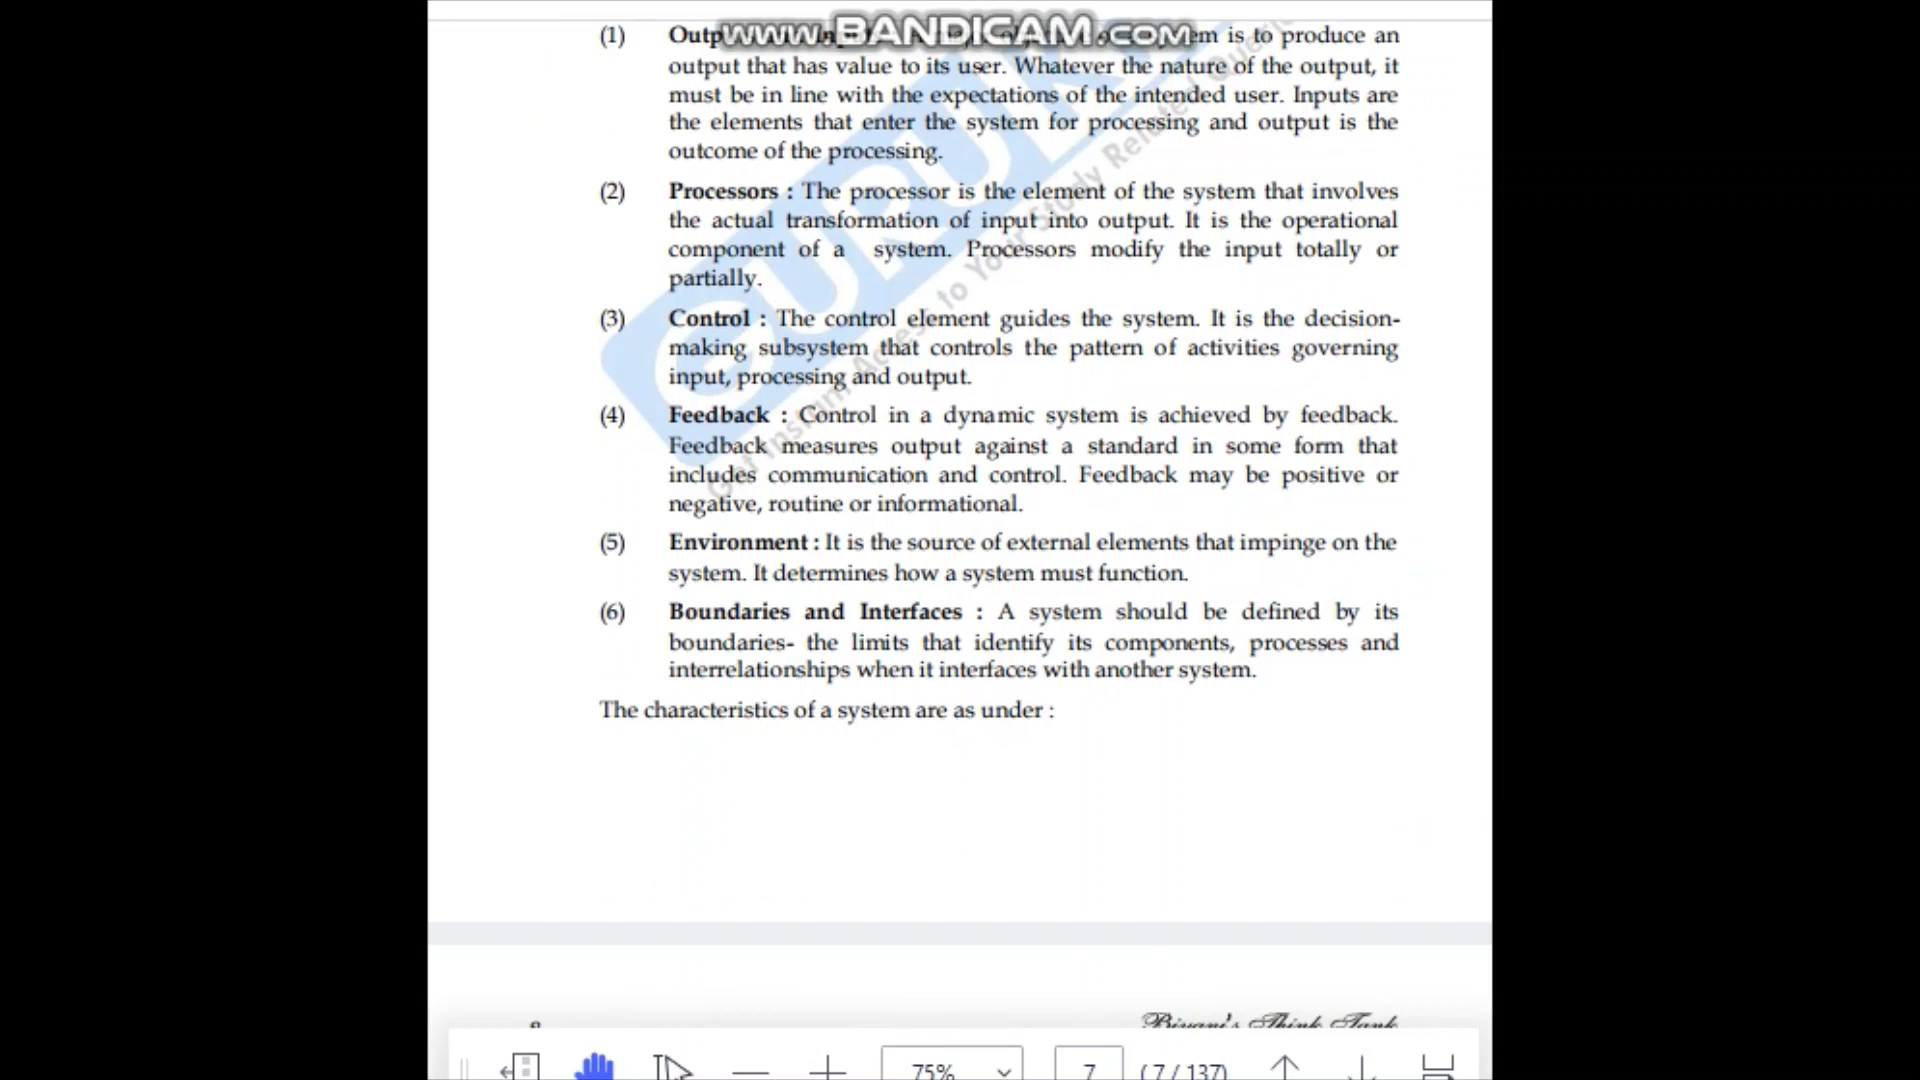 www.BANDICAM.com
(1) is to produce an
output that has value to its user. Whatever the nature of the output, it
must be in line with the expectations of the intended user. Inputs are
the elements that enter the system for processing and output is the
outcome of the processing.
(2) Processors : The processor is the element of the system that involves
the actual transformation of input into output. It is the operational
component of a system. Processors modify the input totally or
partially.
(3) Control : The control element guides the system. It is the decision-
making subsystem that controls the pattern of activities governing
input, processing and output.
(4) Feedback : Control in a dynamic system is achieved by feedback.
Feedback measures output against a standard in some form that
includes communication and control. Feedback may be positive or
negative, routine or informational.
(5) Environment : It is the source of external elements that impinge on the
system. It determines how a system must function.
(6) Boundaries and Interfaces : A system should be defined by its
boundaries- the limits that identify its components, processes and
interrelationships when it interfaces with another system.
The characteristics of a system are as under :
Get Instant Access to Your Study Related
Biyani's Think Tank
75% 7 (7 / 137)